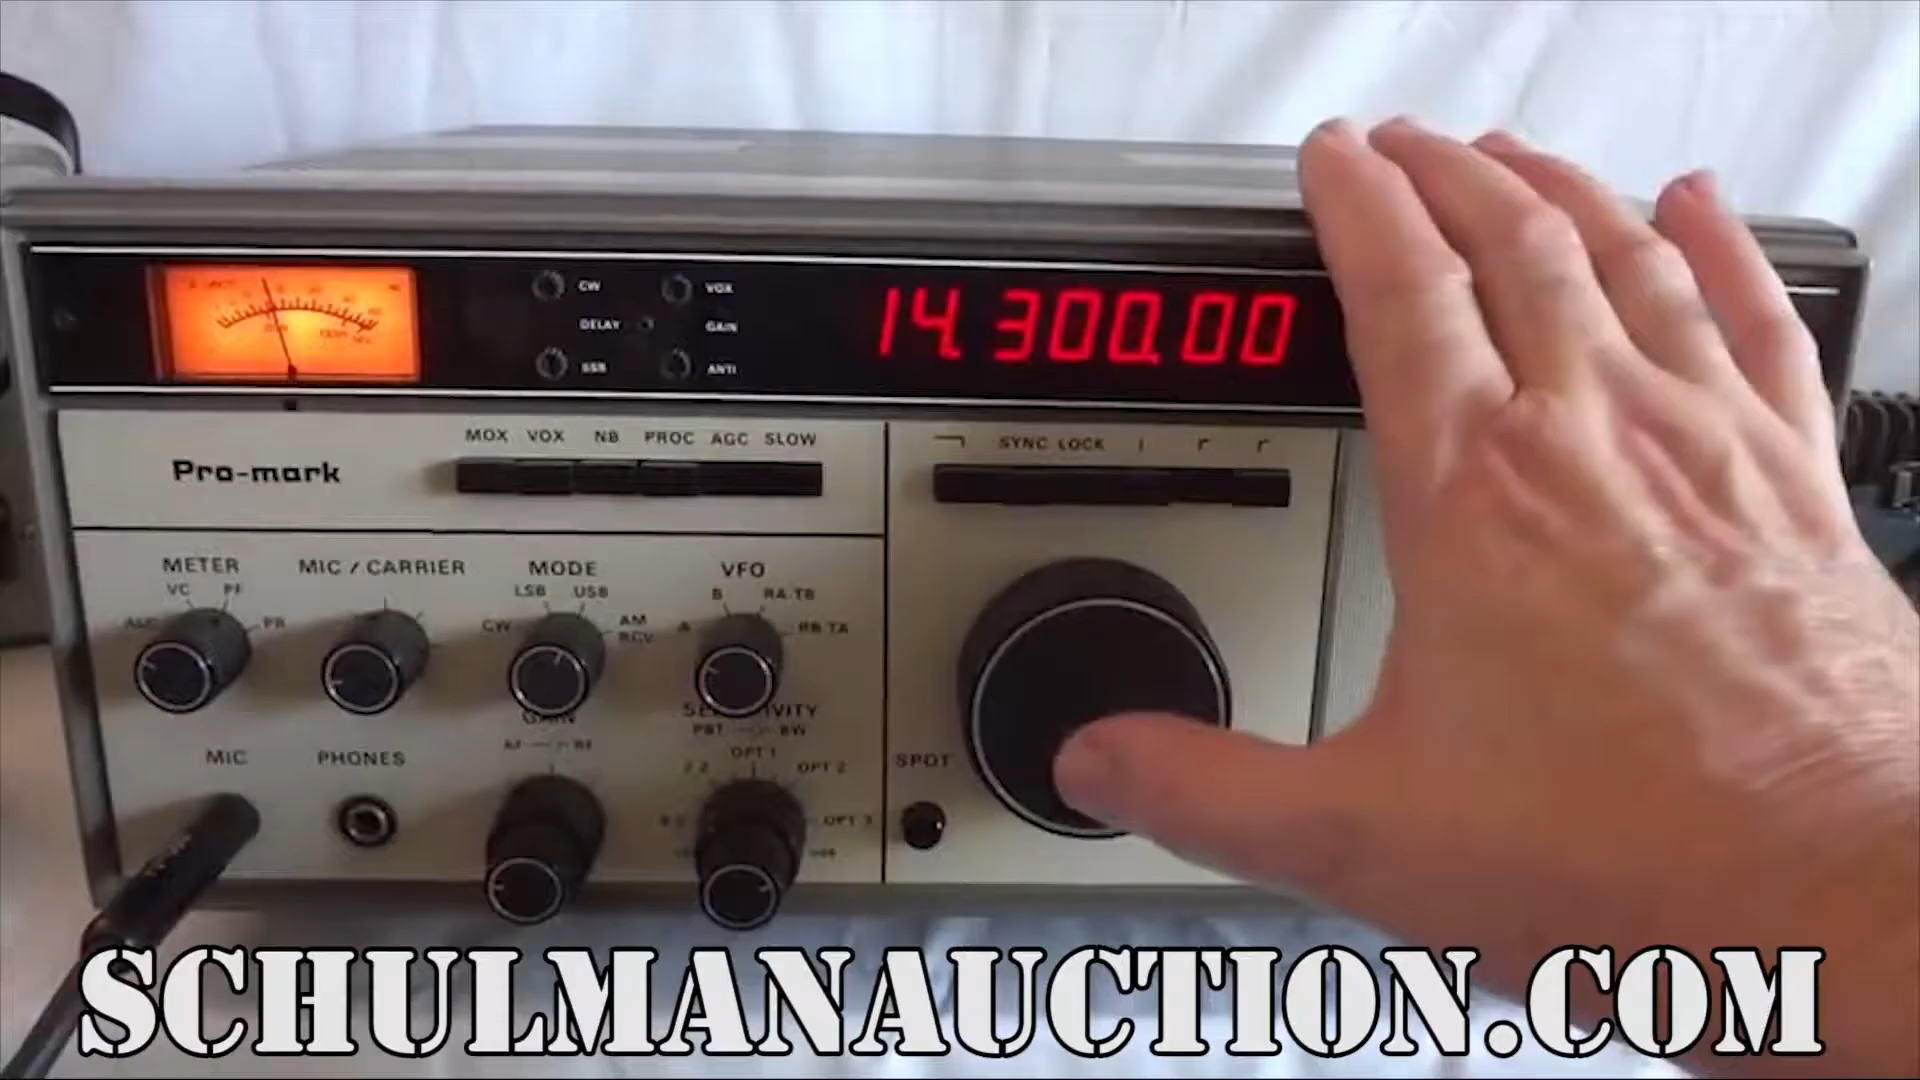 CW
VOX
14.300.00
DELAY
GAIN
SSB
ANTI
MOX VOX NB PROC AGC SLOW
SYNC LOCK
Pro-mark
METER
MIC / CARRIER
MODE
VFO
VC PF
LSB USB
B RA-TB
PR
CW
AM
RCV
A
RB TA
GAIN
SENSITIVITY
AF RF
PBT BW
OPT 1
OPT 2
OPT 3
MIC
PHONES
SPOT
SCHULMANAUCTION.COM